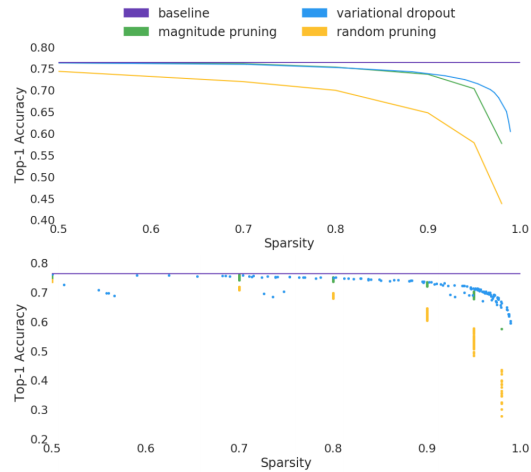 baseline
variational dropout
magnitude pruning
random pruning
0.80
0.75
0.70
0.65
0.60
0.55
0.50
0.45
0.40
Top-1 Accuracy
0.5 0.6 0.7 0.8 0.9 1.0
Sparsity
0.8
0.7
0.6
0.5
0.4
0.3
0.2
Top-1 Accuracy
0.5 0.6 0.7 0.8 0.9 1.0
Sparsity